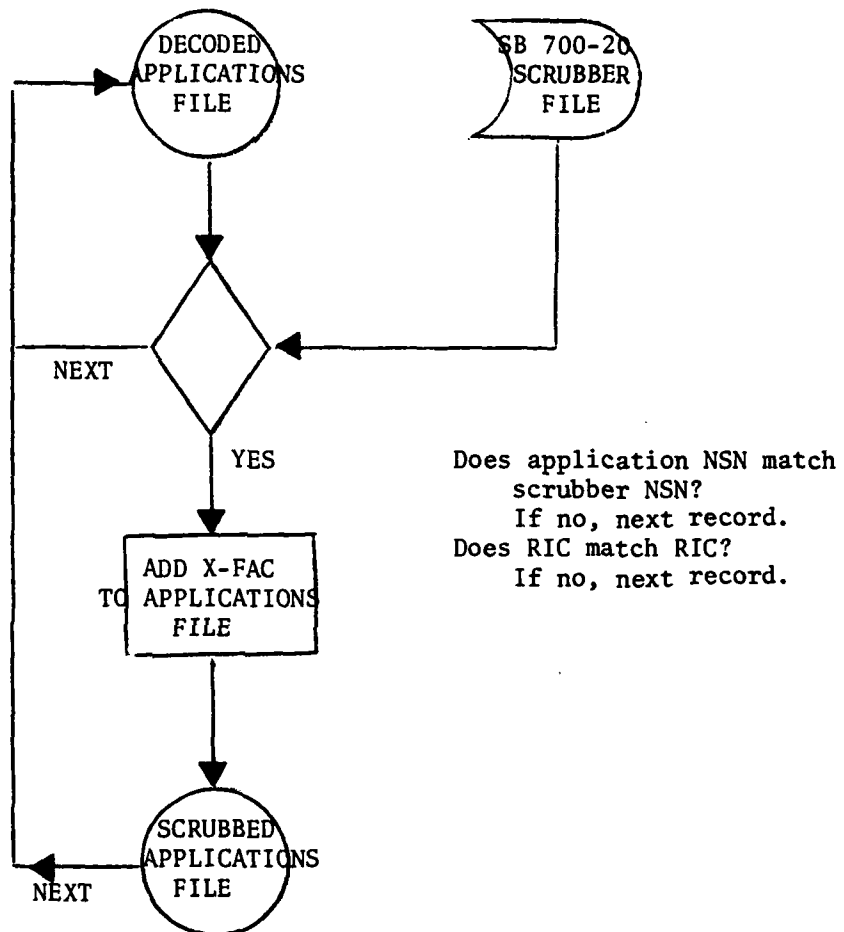 DECODED
APPLICATIONS
FILE
SB 700-20
SCRUBBER
FILE
NEXT
YES
Does application NSN match
scrubber NSN?
If no, next record.
Does RIC match RIC?
If no, next record.
ADD X-FAC
TO APPLICATIONS
FILE
SCRUBBED
APPLICATIONS
FILE
NEXT